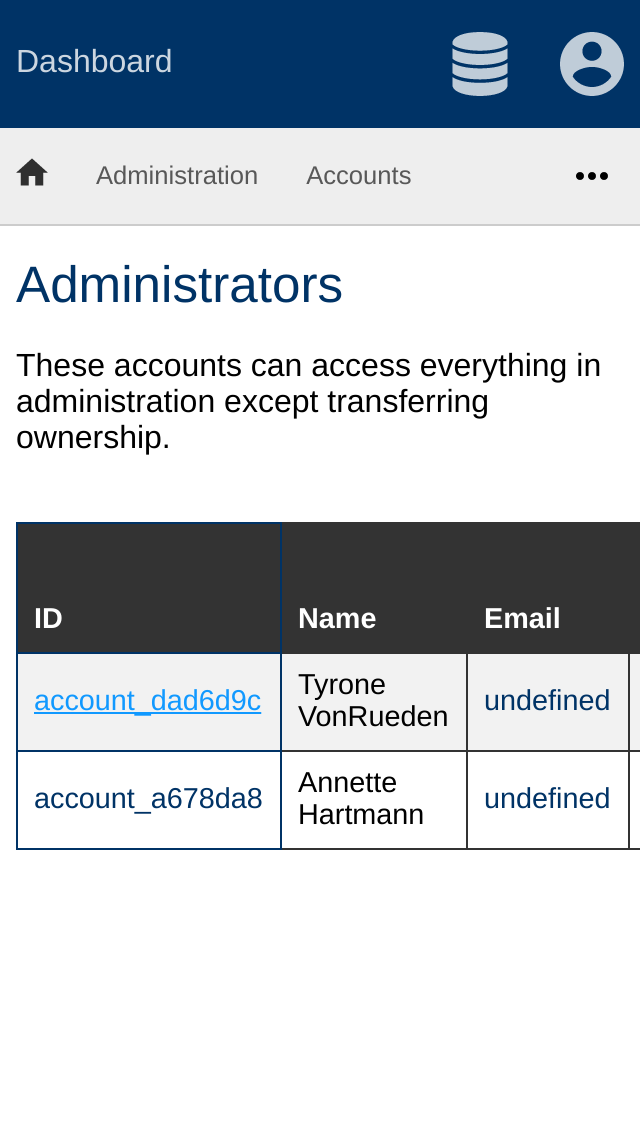 Dashboard
Administration Accounts
Administrators
These accounts can access everything in
administration except transferring
ownership.
ID Name Email
account_dad6d9c Tyrone VonRueden undefined
account_a678da8 Annette Hartmann undefined